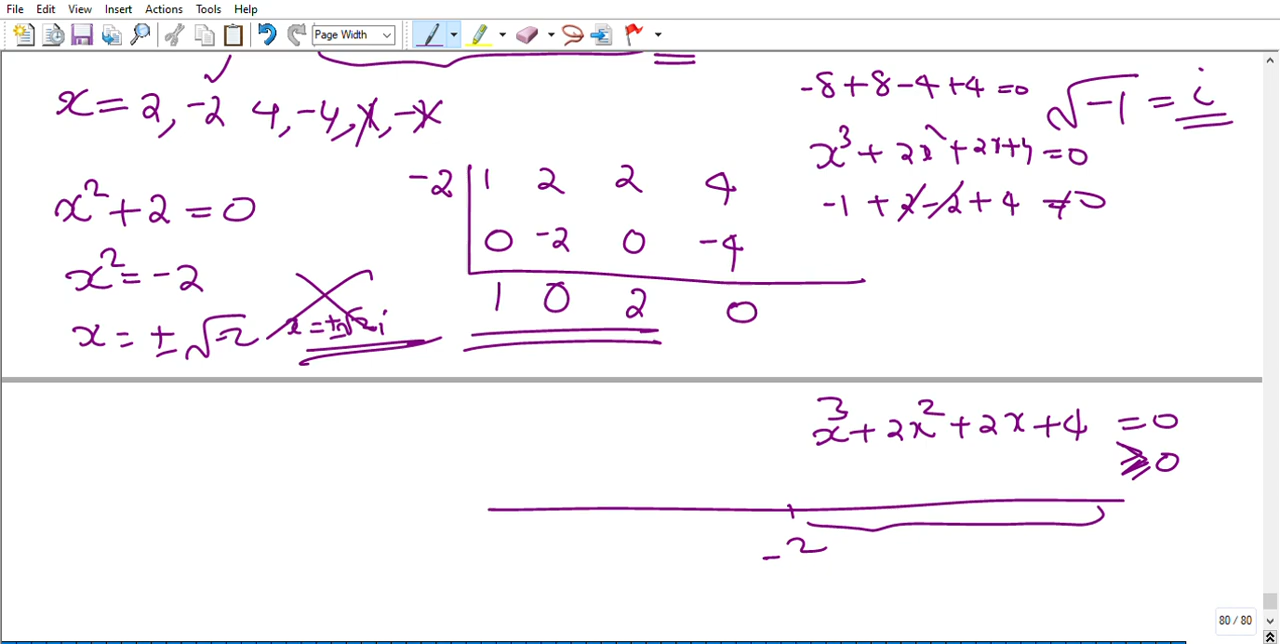 File Edit View Insert Actions Tools Help
Page Width
x = 2, -2 4, -4, 1, -1
-8+8-4+4=0
√-1 = i
x³ + 2x² + 2x+4 =0
-1 + 2 - 2 + 4 ≠0
x² + 2 = 0
x² = -2
x = ± √-2
x = ±√2 i
-2 | 1 2 2 4
0 -2 0 -4
1 0 2 0
x³ + 2x² + 2x + 4 = 0
≥ 0
-2
80 / 80